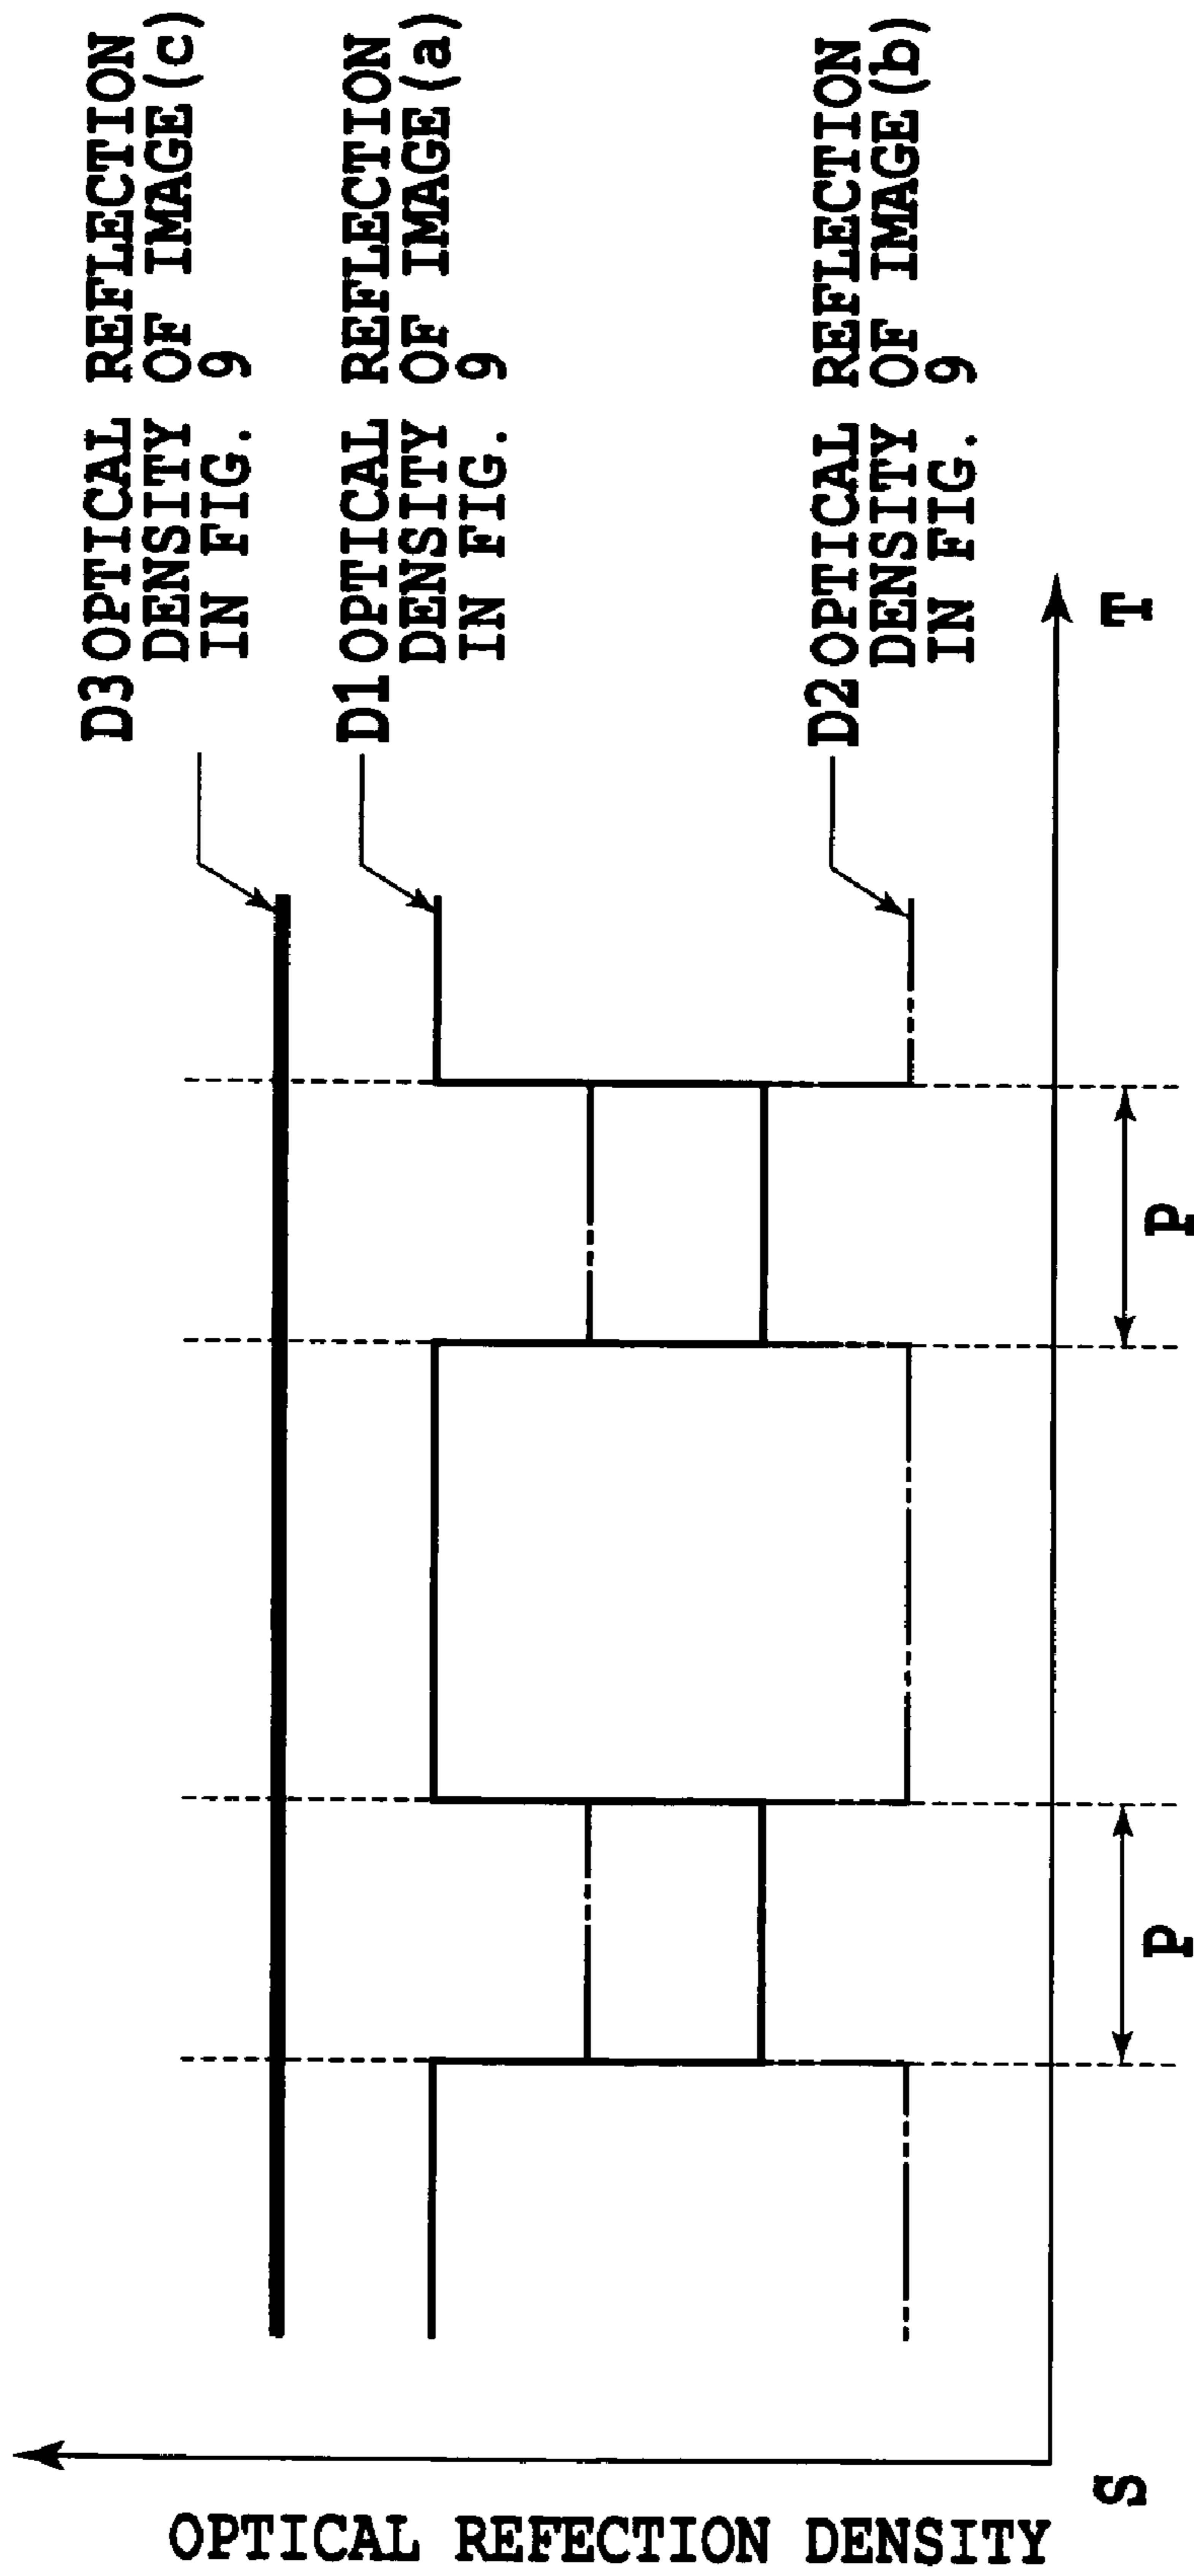 D3 OPTICAL REFLECTION
DENSITY OF IMAGE(c)
IN FIG. 9
D1 OPTICAL REFLECTION
DENSITY OF IMAGE(a)
IN FIG. 9
D2 OPTICAL REFLECTION
DENSITY OF IMAGE(b)
IN FIG. 9
OPTICAL REFECTION DENSITY
S
P
P
T